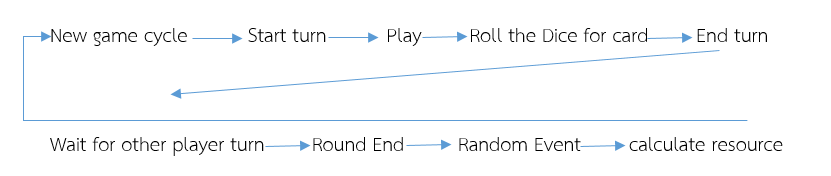 New game cycle Start turn Play Roll the Dice for card End turn
Wait for other player turn Round End Random Event calculate resource